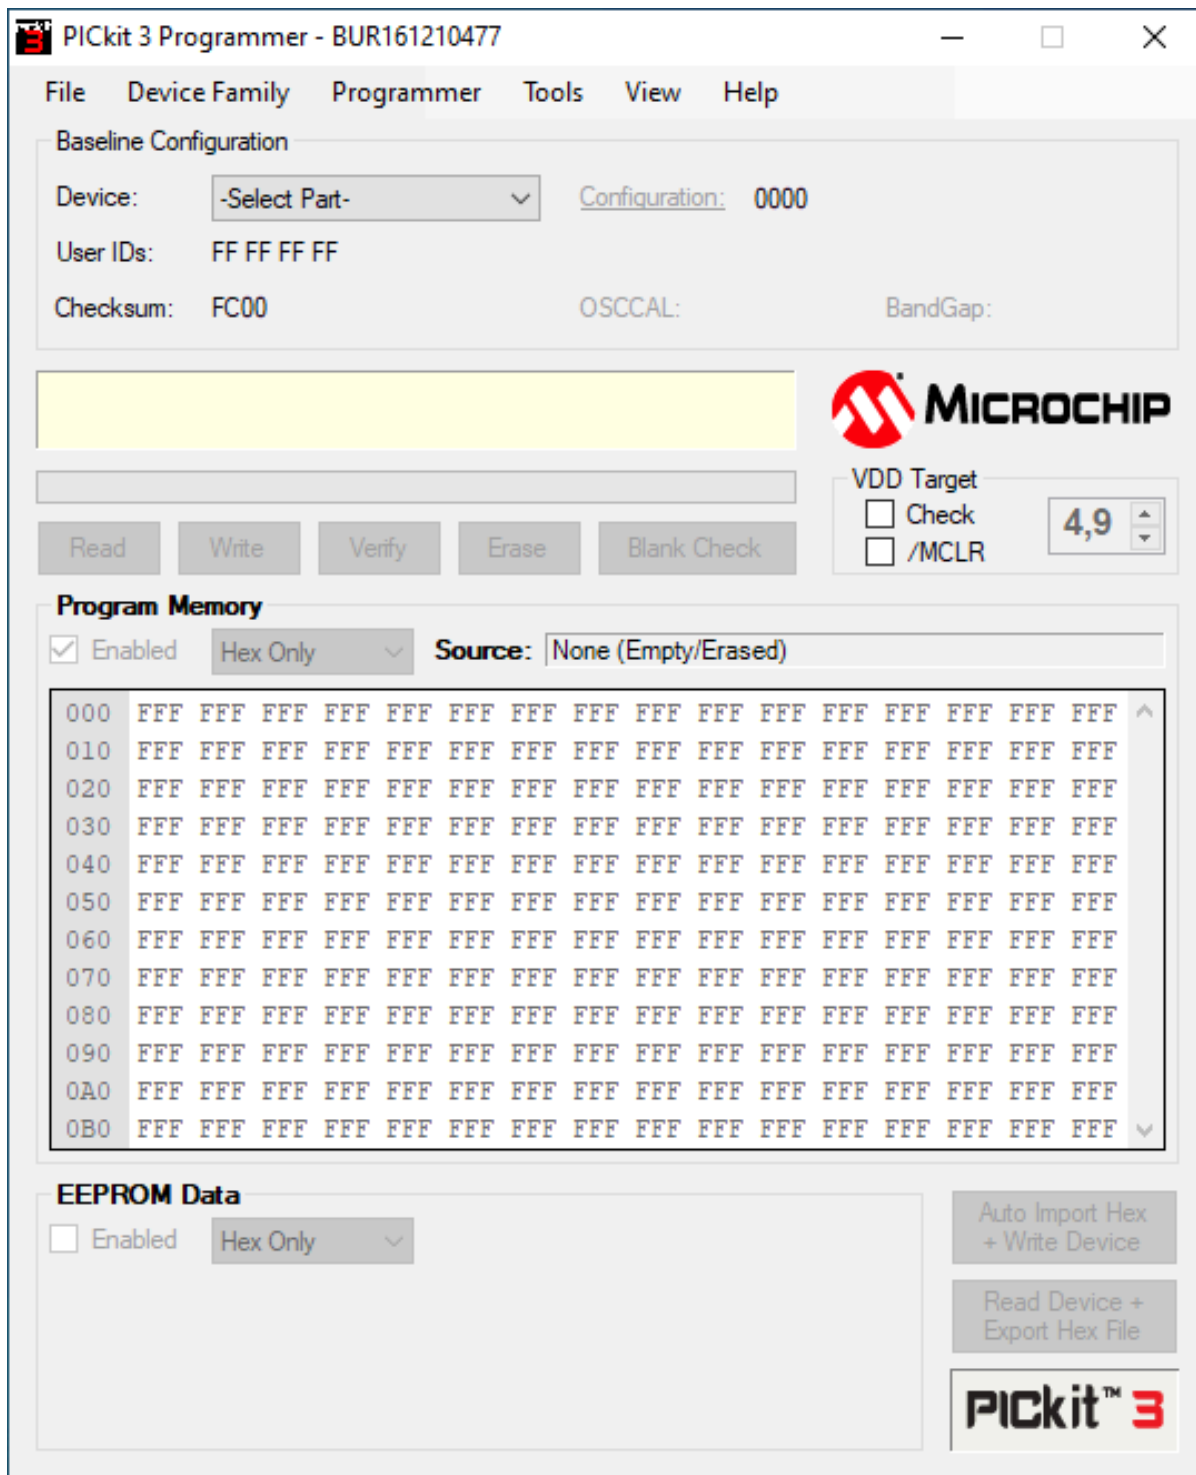 PICkit 3 Programmer - BUR161210477
File Device Family Programmer Tools View Help
Baseline Configuration
Device: -Select Part- Configuration: 0000
User IDs: FF FF FF FF
Checksum: FC00 OSCCAL: BandGap:
MICROCHIP
VDD Target
Check
4,9
/MCLR
Read Write Verify Erase Blank Check
Program Memory
Enabled Hex Only Source: None (Empty/Erased)
000 FFF FFF FFF FFF FFF FFF FFF FFF FFF FFF FFF FFF FFF FFF FFF FFF
010 FFF FFF FFF FFF FFF FFF FFF FFF FFF FFF FFF FFF FFF FFF FFF FFF
020 FFF FFF FFF FFF FFF FFF FFF FFF FFF FFF FFF FFF FFF FFF FFF FFF
030 FFF FFF FFF FFF FFF FFF FFF FFF FFF FFF FFF FFF FFF FFF FFF FFF
040 FFF FFF FFF FFF FFF FFF FFF FFF FFF FFF FFF FFF FFF FFF FFF FFF
050 FFF FFF FFF FFF FFF FFF FFF FFF FFF FFF FFF FFF FFF FFF FFF FFF
060 FFF FFF FFF FFF FFF FFF FFF FFF FFF FFF FFF FFF FFF FFF FFF FFF
070 FFF FFF FFF FFF FFF FFF FFF FFF FFF FFF FFF FFF FFF FFF FFF FFF
080 FFF FFF FFF FFF FFF FFF FFF FFF FFF FFF FFF FFF FFF FFF FFF FFF
090 FFF FFF FFF FFF FFF FFF FFF FFF FFF FFF FFF FFF FFF FFF FFF FFF
0A0 FFF FFF FFF FFF FFF FFF FFF FFF FFF FFF FFF FFF FFF FFF FFF FFF
0B0 FFF FFF FFF FFF FFF FFF FFF FFF FFF FFF FFF FFF FFF FFF FFF FFF
EEPROM Data
Enabled Hex Only
Auto Import Hex
+ Write Device
Read Device +
Export Hex File
PICkit™ 3